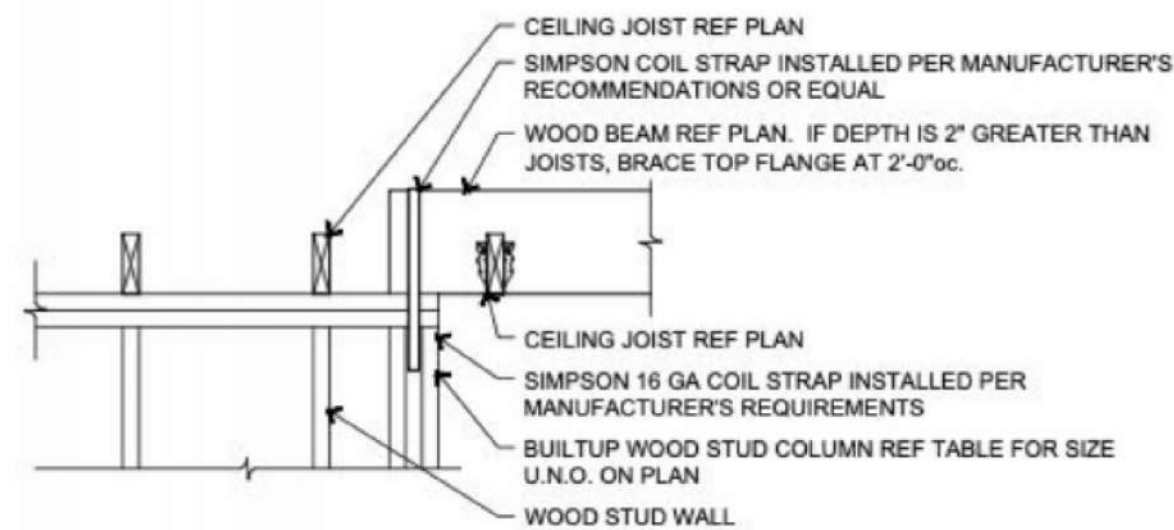 CEILING JOIST REF PLAN
SIMPSON COIL STRAP INSTALLED PER MANUFACTURER'S
RECOMMENDATIONS OR EQUAL
WOOD BEAM REF PLAN. IF DEPTH IS 2" GREATER THAN
JOISTS, BRACE TOP FLANGE AT 2'-0"oc.
CEILING JOIST REF PLAN
SIMPSON 16 GA COIL STRAP INSTALLED PER
MANUFACTURER'S REQUIREMENTS
BUILTUP WOOD STUD COLUMN REF TABLE FOR SIZE
U.N.O. ON PLAN
WOOD STUD WALL